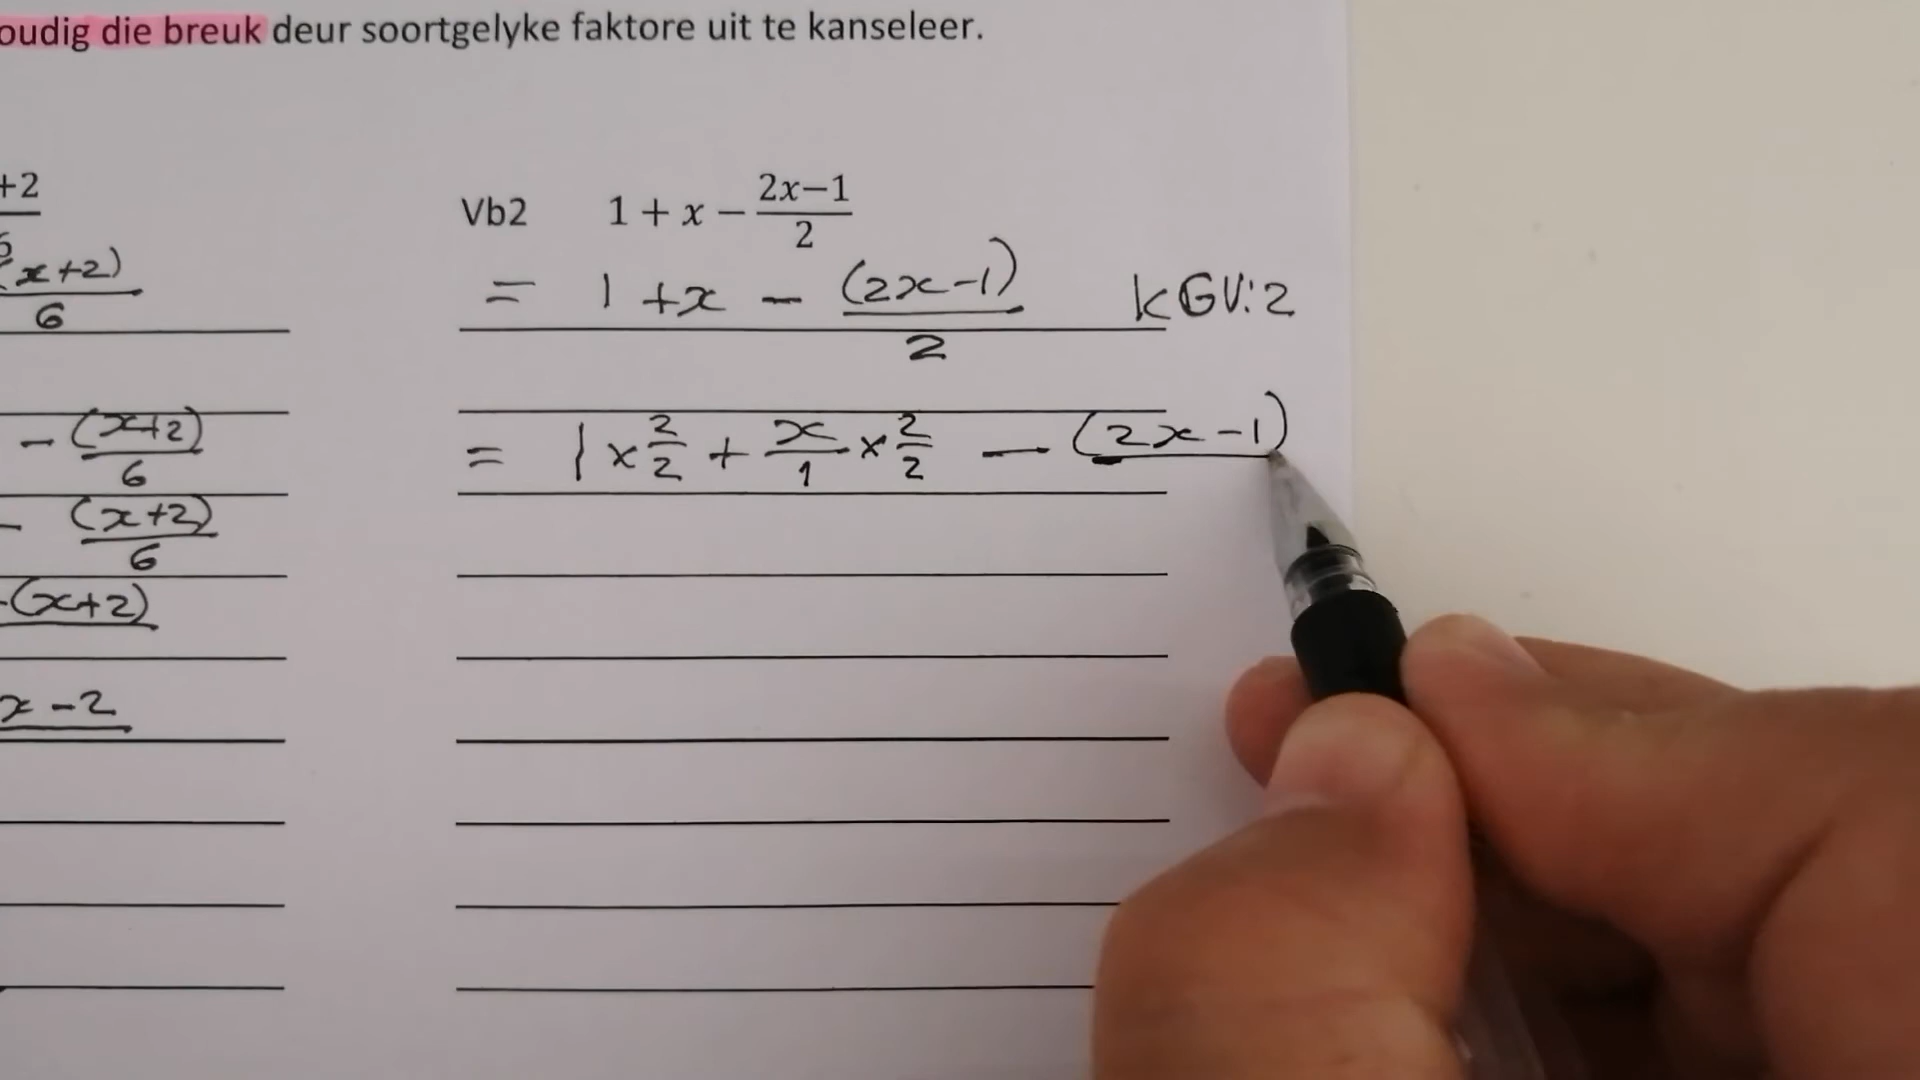 oudig die breuk deur soortgelyke faktore uit te kanseleer.
+2
6
(x+2)
6
- (x+2)
6
- (x+2)
6
-(x+2)
x-2
Vb2 1 + x − 2x−1
2
= 1 + x - (2x-1) KGV:2
2
= 1 × 2/2 + x/1 × 2/2 - (2x-1)